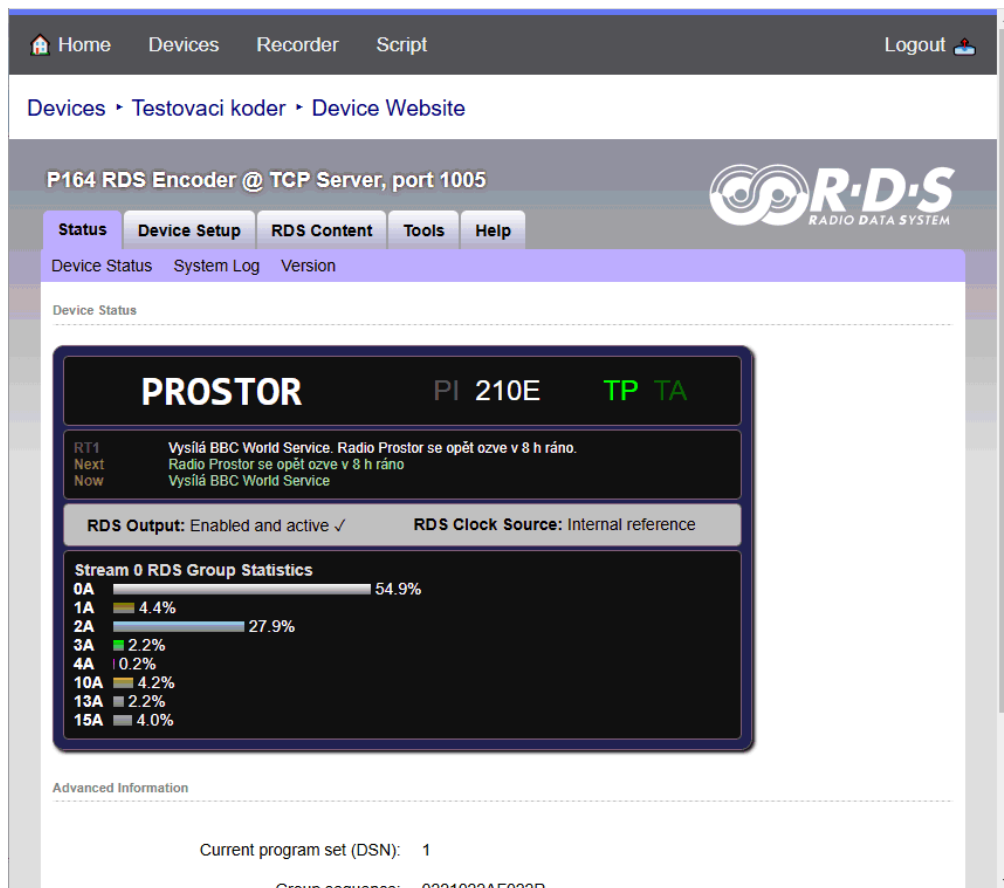 Home Devices Recorder Script Logout
Devices ‣ Testovaci koder ‣ Device Website
P164 RDS Encoder @ TCP Server, port 1005
R·D·S
RADIO DATA SYSTEM
Status Device Setup RDS Content Tools Help
Device Status System Log Version
Device Status
PROSTOR PI 210E TP TA
RT1 Vysílá BBC World Service. Radio Prostor se opět ozve v 8 h ráno.
Next Radio Prostor se opět ozve v 8 h ráno
Now Vysílá BBC World Service
RDS Output: Enabled and active ✓ RDS Clock Source: Internal reference
Stream 0 RDS Group Statistics
0A 54.9%
1A 4.4%
2A 27.9%
3A 2.2%
4A 0.2%
10A 4.2%
13A 2.2%
15A 4.0%
Advanced Information
Current program set (DSN): 1
Group sequence: